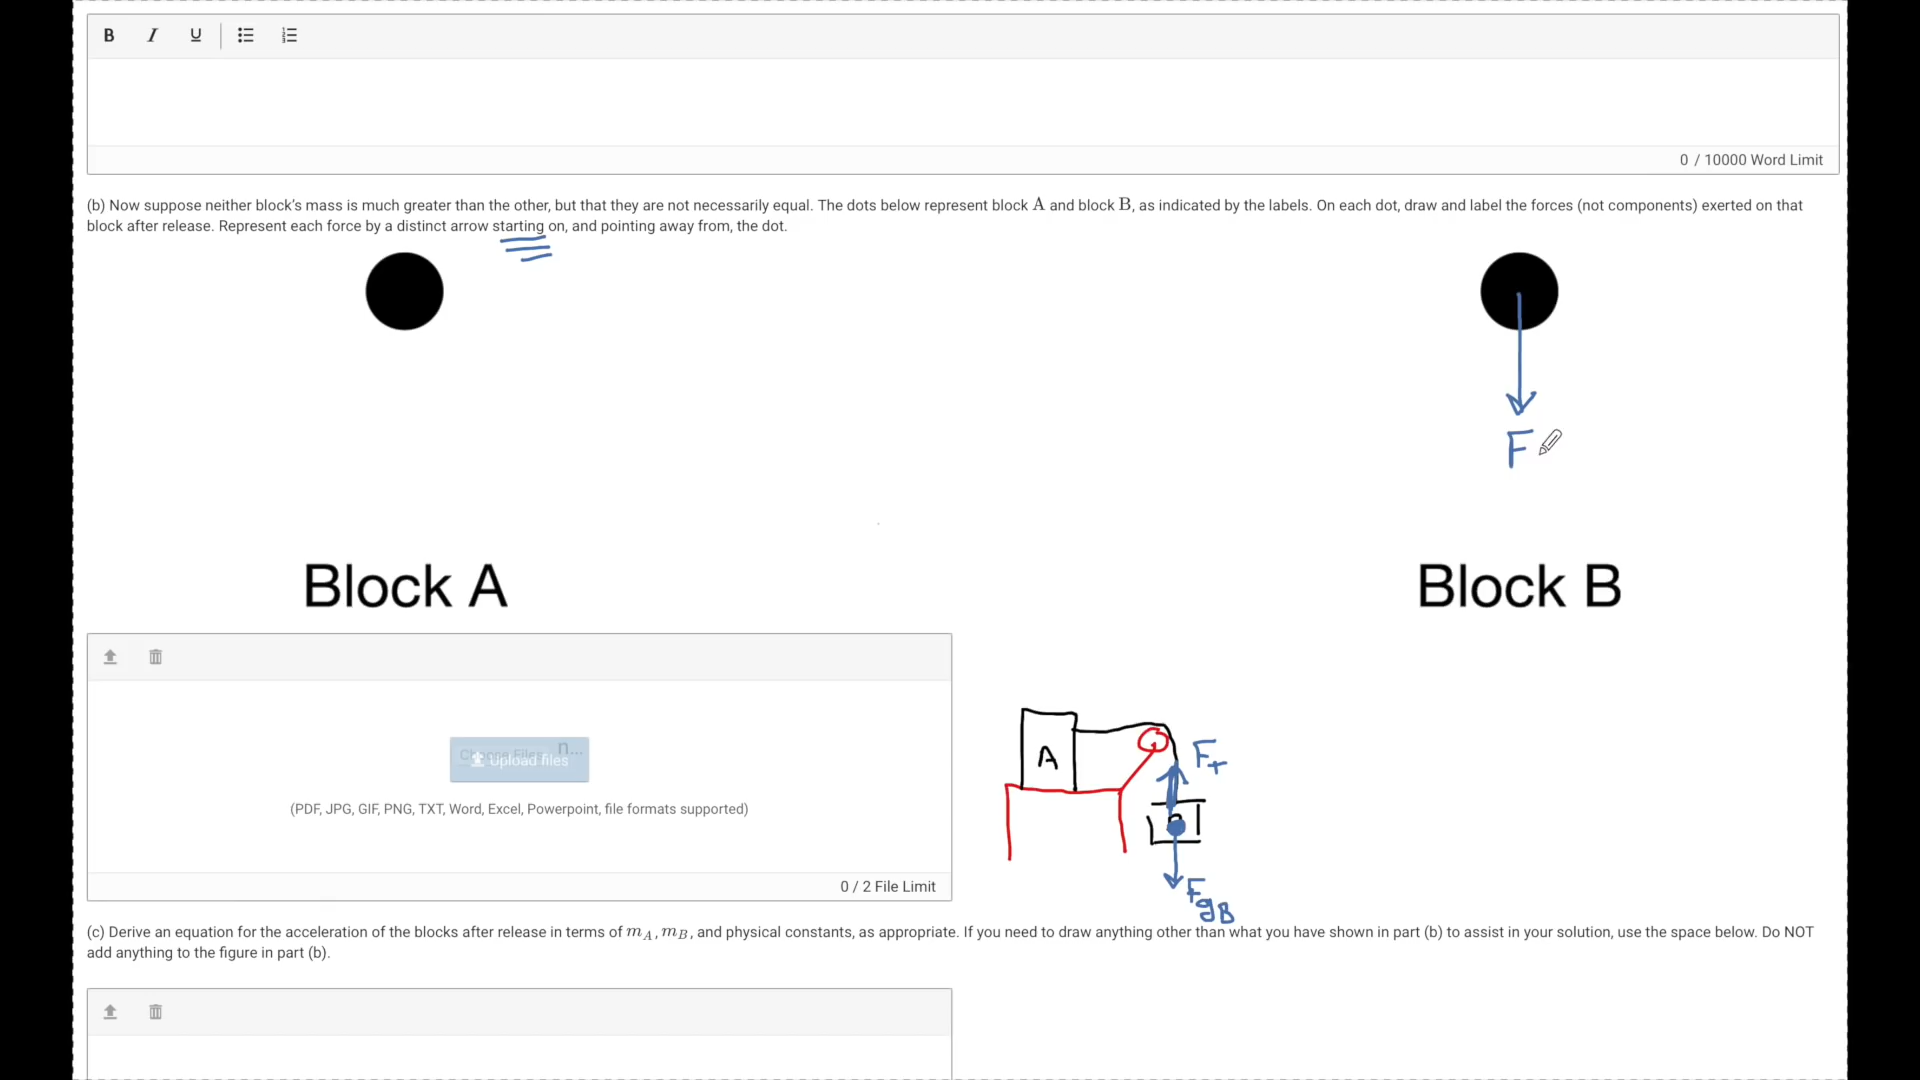 B I U
0 / 10000 Word Limit
(b) Now suppose neither block's mass is much greater than the other, but that they are not necessarily equal. The dots below represent block A and block B, as indicated by the labels. On each dot, draw and label the forces (not components) exerted on that
block after release. Represent each force by a distinct arrow starting on, and pointing away from, the dot.
F
Block A
Block B
A
F_T
Upload files
(PDF, JPG, GIF, PNG, TXT, Word, Excel, Powerpoint, file formats supported)
0 / 2 File Limit
F_gB
(c) Derive an equation for the acceleration of the blocks after release in terms of m_A, m_B, and physical constants, as appropriate. If you need to draw anything other than what you have shown in part (b) to assist in your solution, use the space below. Do NOT
add anything to the figure in part (b).